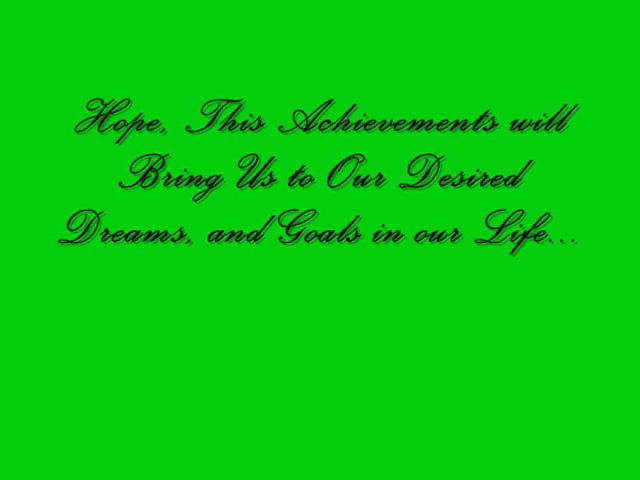 Hope, This Achievements will
Bring Us to Our Desired
Dreams, and Goals in our Life...